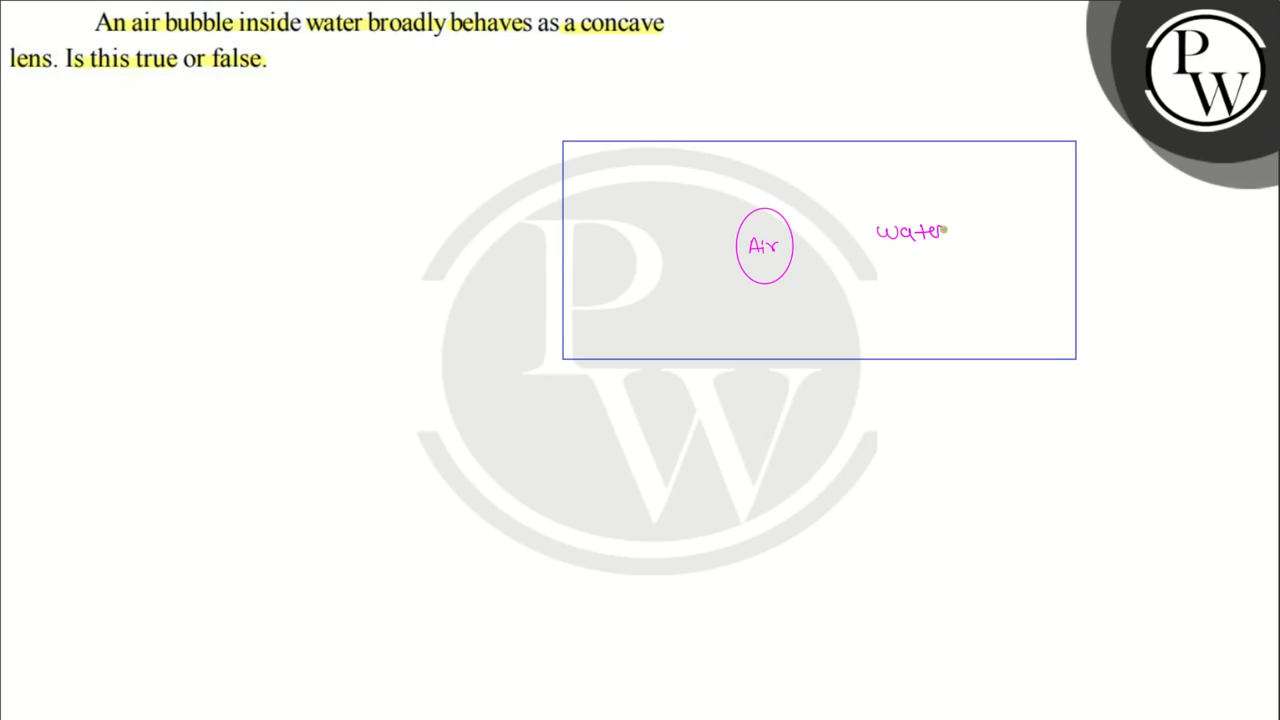 An air bubble inside water broadly behaves as a concave
lens. Is this true or false.
P
W
Air
water
P
W